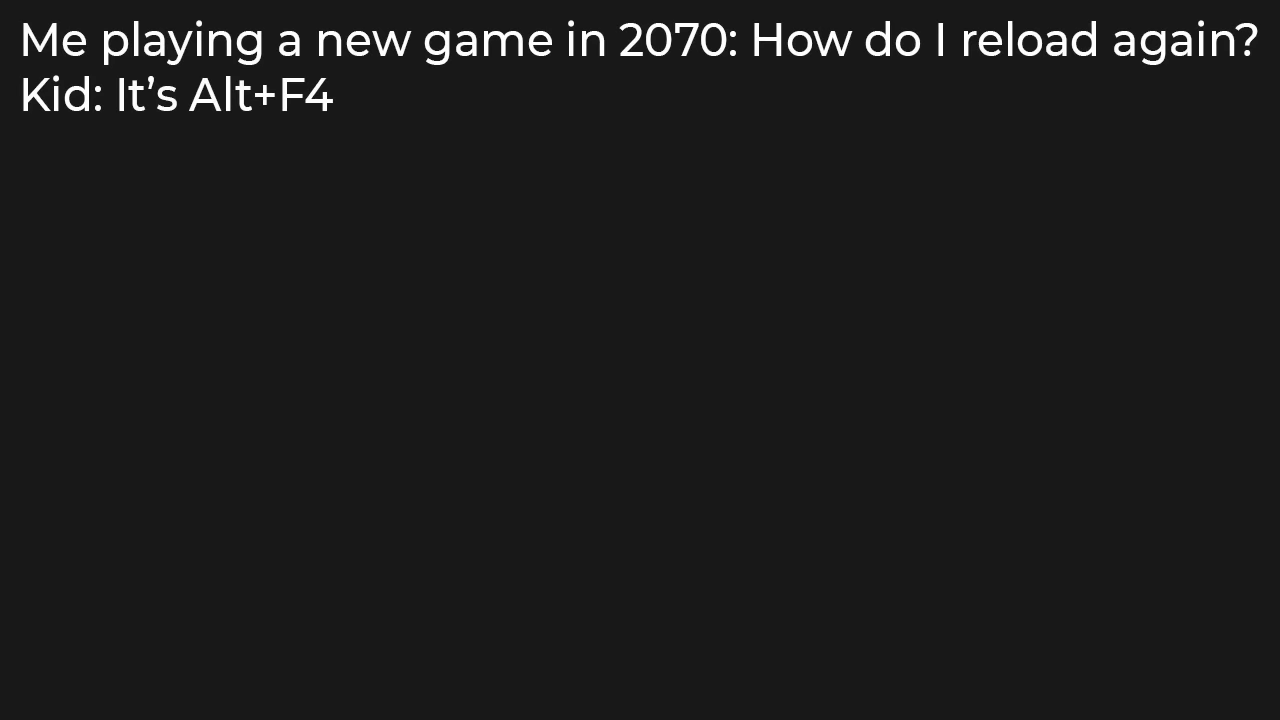 Me playing a new game in 2070: How do I reload again?
Kid: It’s Alt+F4